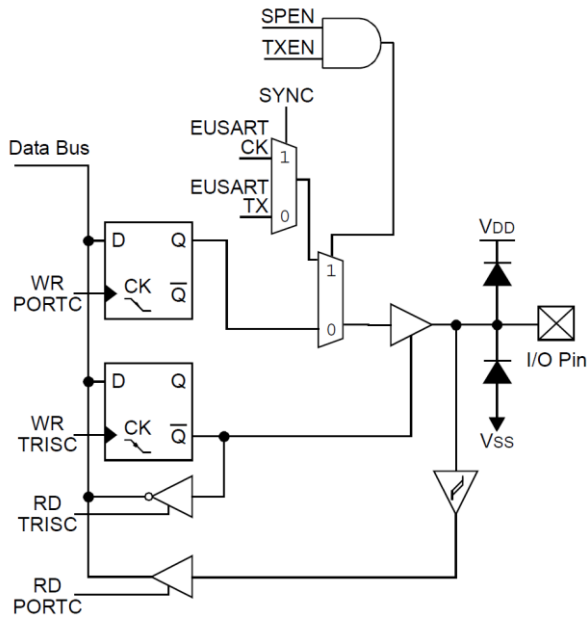 SPEN
TXEN
SYNC
EUSART
CK
1
EUSART
TX
0
Data Bus
D Q
WR
PORTC
CK Q
1
0
VDD
I/O Pin
VSS
D Q
WR
TRISC
CK Q
RD
TRISC
RD
PORTC